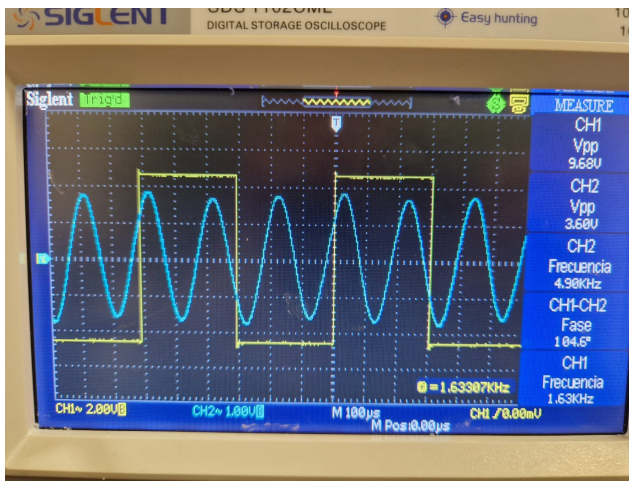 SIGLENT
DIGITAL STORAGE OSCILLOSCOPE
Easy hunting
Siglent Trig'd
MEASURE
CH1
Vpp
9.68V
CH2
Vpp
3.60V
CH2
Frecuencia
4.90KHz
CH1-CH2
Fase
104.6°
CH1
Frecuencia
1.63KHz
= 1.63307KHz
CH1~ 2.00V
CH2~ 1.00V
M 100µs
CH1 0.00mV
M Pos:0.00µs